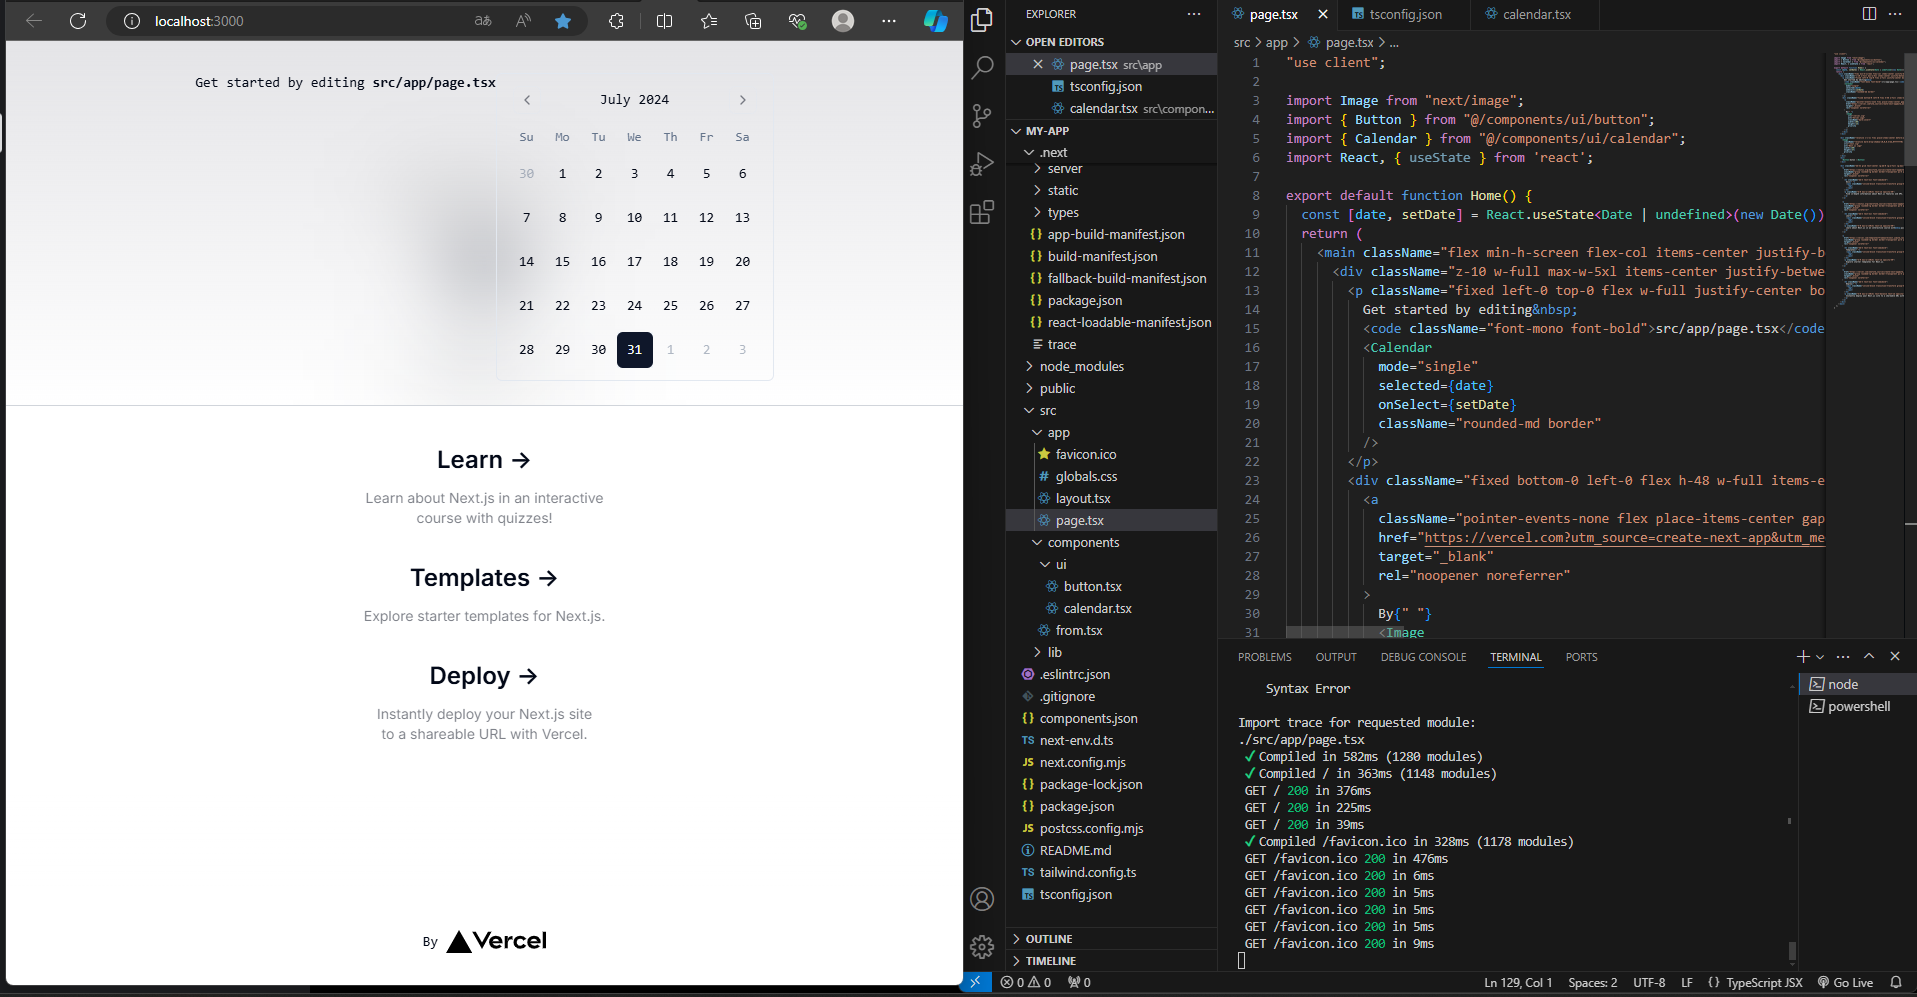 localhost:3000
Get started by editing src/app/page.tsx
July 2024
Su Mo Tu We Th Fr Sa
30 1 2 3 4 5 6
7 8 9 10 11 12 13
14 15 16 17 18 19 20
21 22 23 24 25 26 27
28 29 30 31 1 2 3
Learn ->
Learn about Next.js in an interactive
course with quizzes!
Templates ->
Explore starter templates for Next.js.
Deploy ->
Instantly deploy your Next.js site
to a shareable URL with Vercel.
By Vercel
EXPLORER
OPEN EDITORS
page.tsx src\app
tsconfig.json
calendar.tsx src\compon...
MY-APP
.next
server
static
types
app-build-manifest.json
build-manifest.json
fallback-build-manifest.json
package.json
react-loadable-manifest.json
trace
node_modules
public
src
app
favicon.ico
globals.css
layout.tsx
page.tsx
components
ui
button.tsx
calendar.tsx
from.tsx
lib
.eslintrc.json
.gitignore
components.json
next-env.d.ts
next.config.mjs
package-lock.json
package.json
postcss.config.mjs
README.md
tailwind.config.ts
tsconfig.json
OUTLINE
TIMELINE
page.tsx tsconfig.json calendar.tsx
src > app > page.tsx > ...
1 "use client";
2
3 import Image from "next/image";
4 import { Button } from "@/components/ui/button";
5 import { Calendar } from "@/components/ui/calendar";
6 import React, { useState } from 'react';
7
8 export default function Home() {
9 const [date, setDate] = React.useState<Date | undefined>(new Date())
10 return (
11 <main className="flex min-h-screen flex-col items-center justify-b
12 <div className="z-10 w-full max-w-5xl items-center justify-betwe
13 <p className="fixed left-0 top-0 flex w-full justify-center bo
14 Get started by editing&nbsp;
15 <code className="font-mono font-bold">src/app/page.tsx</code
16 <Calendar
17 mode="single"
18 selected={date}
19 onSelect={setDate}
20 className="rounded-md border"
21 />
22 </p>
23 <div className="fixed bottom-0 left-0 flex h-48 w-full items-e
24 <a
25 className="pointer-events-none flex place-items-center gap
26 href="https://vercel.com?utm_source=create-next-app&utm_me
27 target="_blank"
28 rel="noopener noreferrer"
29 >
30 By{" "}
31 <Image
PROBLEMS OUTPUT DEBUG CONSOLE TERMINAL PORTS
Syntax Error
Import trace for requested module:
./src/app/page.tsx
✓ Compiled in 582ms (1280 modules)
✓ Compiled / in 363ms (1148 modules)
GET / 200 in 376ms
GET / 200 in 225ms
GET / 200 in 39ms
✓ Compiled /favicon.ico in 328ms (1178 modules)
GET /favicon.ico 200 in 476ms
GET /favicon.ico 200 in 6ms
GET /favicon.ico 200 in 5ms
GET /favicon.ico 200 in 5ms
GET /favicon.ico 200 in 5ms
GET /favicon.ico 200 in 9ms
node
powershell
0 0 0 Ln 129, Col 1 Spaces: 2 UTF-8 LF {} TypeScript JSX Go Live